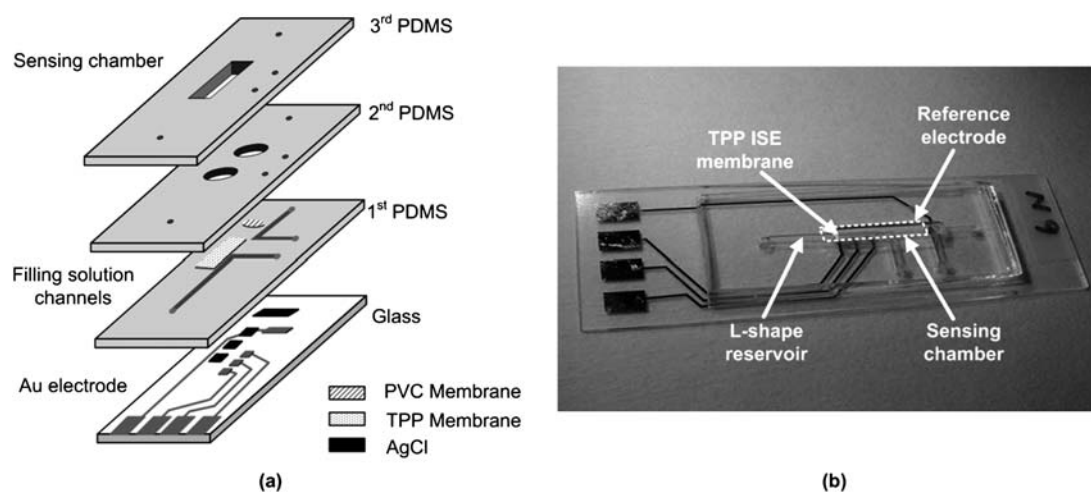 3rd PDMS
Sensing chamber
2nd PDMS
1st PDMS
Filling solution
channels
Glass
Au electrode
PVC Membrane
TPP Membrane
AgCl
(a)
Reference
electrode
TPP ISE
membrane
N
6
L-shape
reservoir
Sensing
chamber
(b)